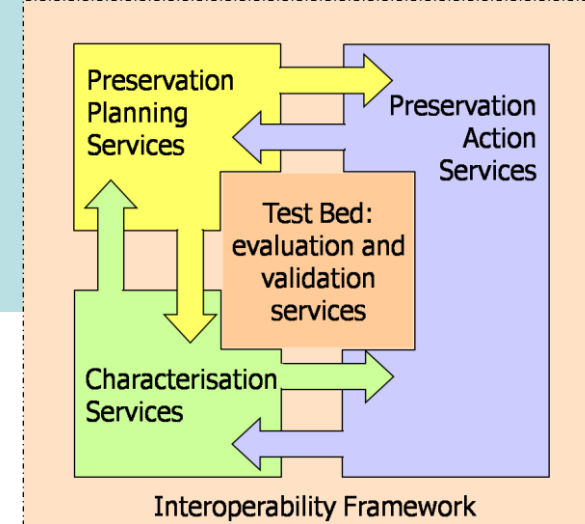 Preservation
Planning
Services
Preservation
Action
Services
Test Bed:
evaluation and
validation
services
Characterisation
Services
Interoperability Framework